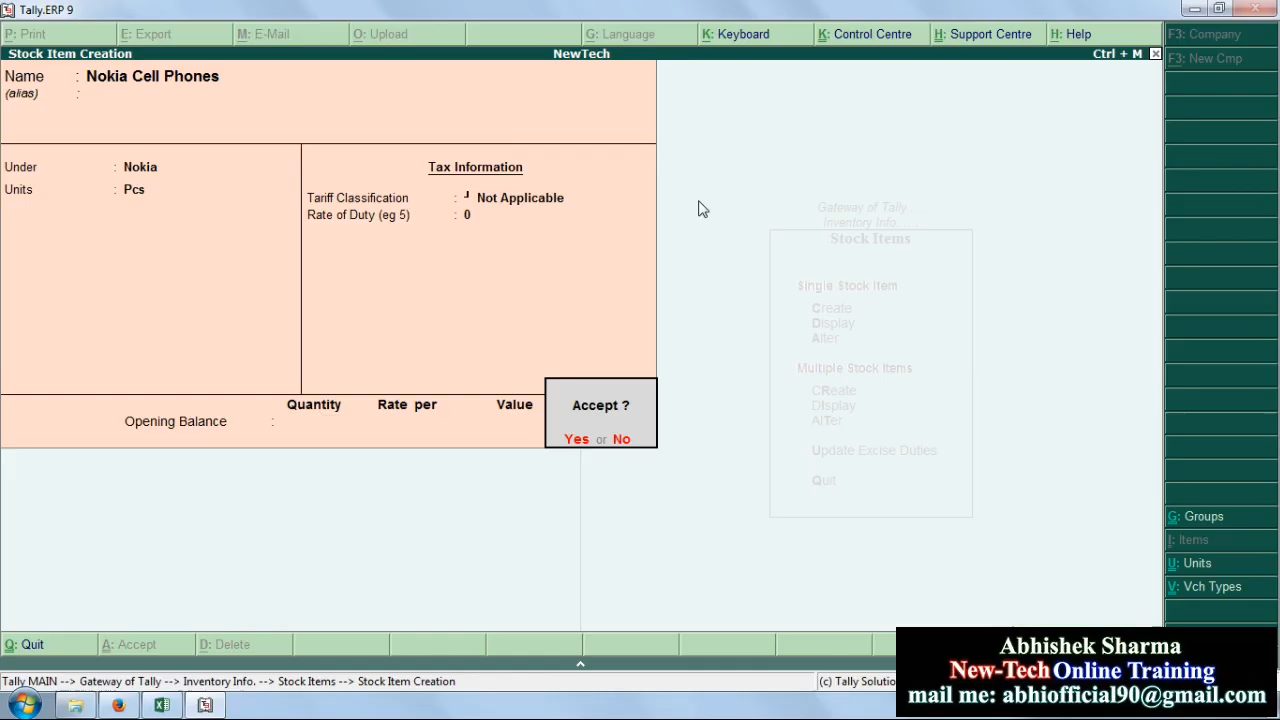 Tally.ERP 9
P: Print E: Export M: E-Mail O: Upload G: Language K: Keyboard K: Control Centre H: Support Centre H: Help F3: Company
Stock Item Creation NewTech Ctrl + M
F3: New Cmp
Name : Nokia Cell Phones
(alias) :
Under : Nokia
Units : Pcs
Tax Information
Tariff Classification : ┘ Not Applicable
Rate of Duty (eg 5) : 0
Gateway of Tally ....
Inventory Info. ....
Stock Items
Single Stock Item
Create
Display
Alter
Multiple Stock Items
CReate
DIsplay
AlTer
Update Excise Duties
Quit
Quantity Rate per Value
Opening Balance :
Accept ?
Yes or No
G: Groups
I: Items
U: Units
V: Vch Types
Q: Quit A: Accept D: Delete
Tally MAIN --> Gateway of Tally --> Inventory Info. --> Stock Items --> Stock Item Creation (c) Tally Solutio
Abhishek Sharma
New-Tech Online Training
mail me: abhiofficial90@gmail.com